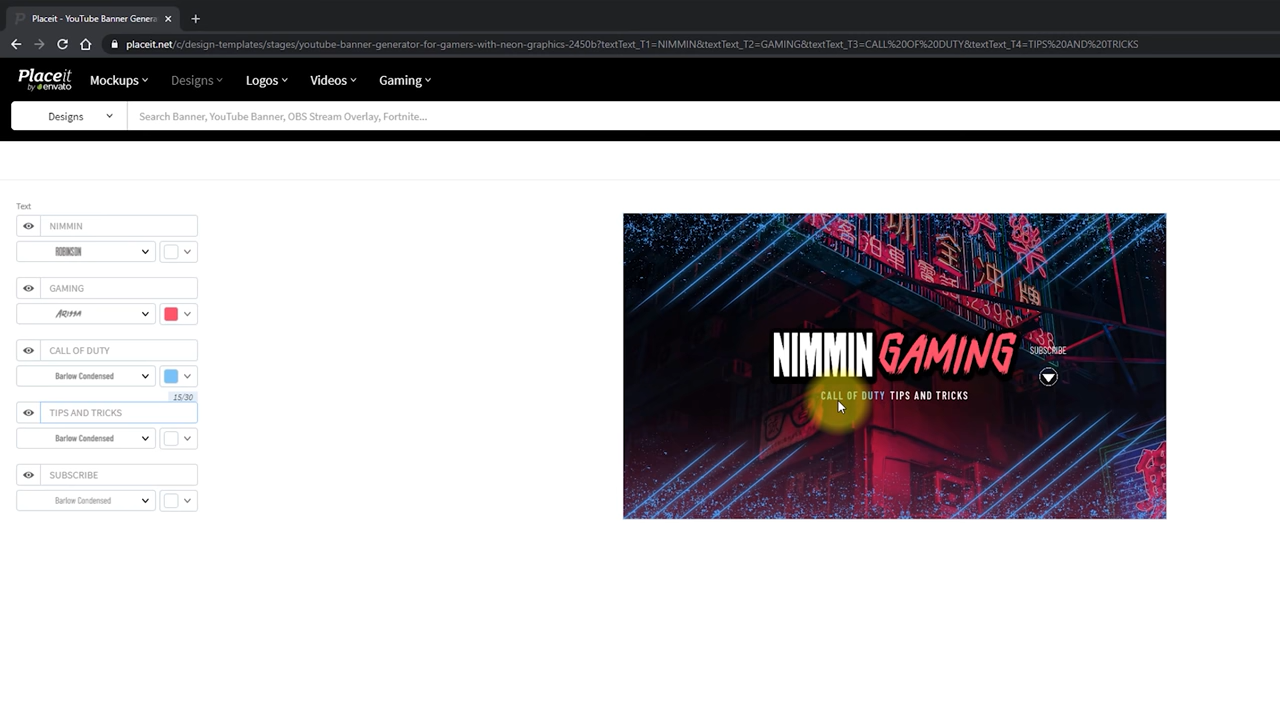 Placeit - YouTube Banner Genera
placeit.net/c/design-templates/stages/youtube-banner-generator-for-gamers-with-neon-graphics-2450b?textText_T1=NIMMIN&textText_T2=GAMING&textText_T3=CALL%20OF%20DUTY&textText_T4=TIPS%20AND%20TRICKS
Placeit by envato Mockups Designs Logos Videos Gaming
Designs Search Banner, YouTube Banner, OBS Stream Overlay, Fortnite...
Text
NIMMIN
ROBINSON
GAMING
ARIZZA
CALL OF DUTY
Barlow Condensed
15/30
TIPS AND TRICKS
Barlow Condensed
SUBSCRIBE
Barlow Condensed
NIMMIN GAMING
SUBSCRIBE
CALL OF DUTY TIPS AND TRICKS